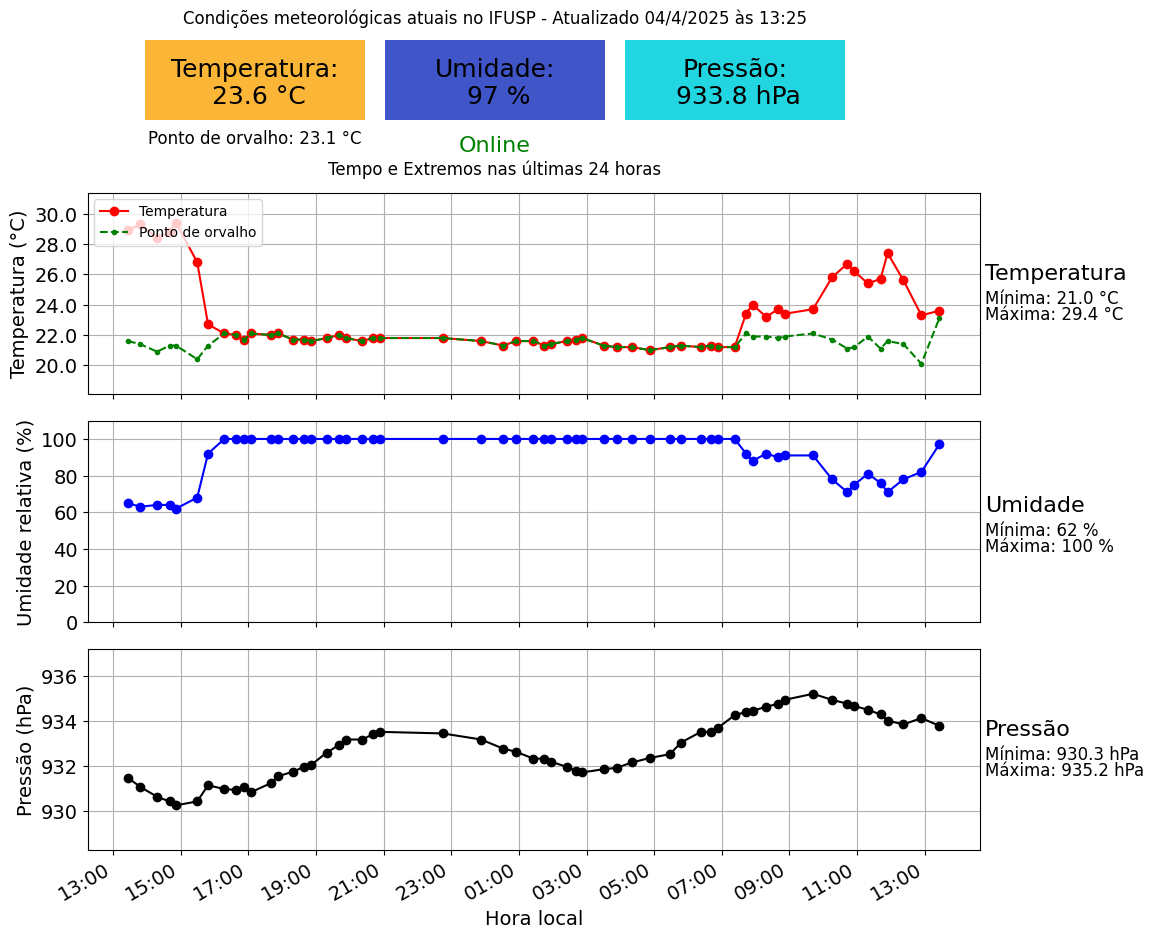 Condições meteorológicas atuais no IFUSP - Atualizado 04/4/2025 às 13:25
Temperatura:
23.6 °C
Umidade:
97 %
Pressão:
933.8 hPa
Ponto de orvalho: 23.1 °C
Online
Tempo e Extremos nas últimas 24 horas
Temperatura (°C)
30.0
28.0
26.0
24.0
22.0
20.0
Temperatura
Ponto de orvalho
Temperatura
Mínima: 21.0 °C
Máxima: 29.4 °C
Umidade relativa (%)
100
80
60
40
20
0
Umidade
Mínima: 62 %
Máxima: 100 %
Pressão (hPa)
936
934
932
930
Pressão
Mínima: 930.3 hPa
Máxima: 935.2 hPa
13:00
15:00
17:00
19:00
21:00
23:00
01:00
03:00
05:00
07:00
09:00
11:00
13:00
Hora local